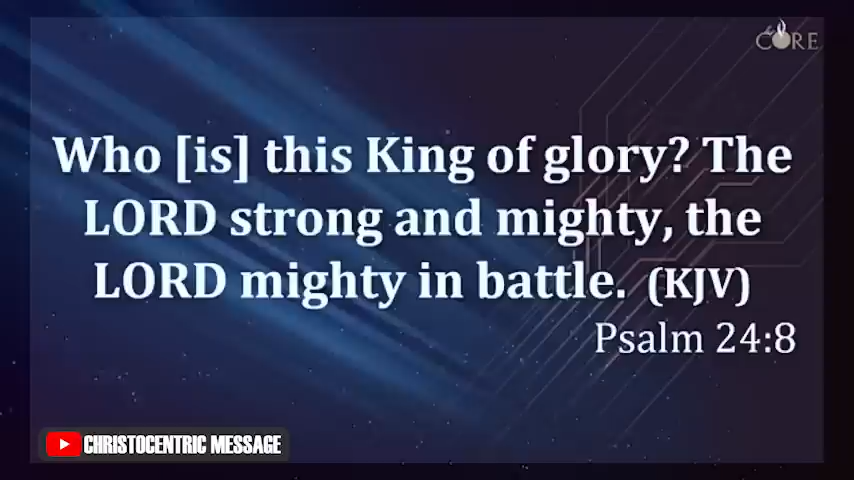 CORE
Who [is] this King of glory? The
LORD strong and mighty, the
LORD mighty in battle. (KJV)
Psalm 24:8
CHRISTOCENTRIC MESSAGE